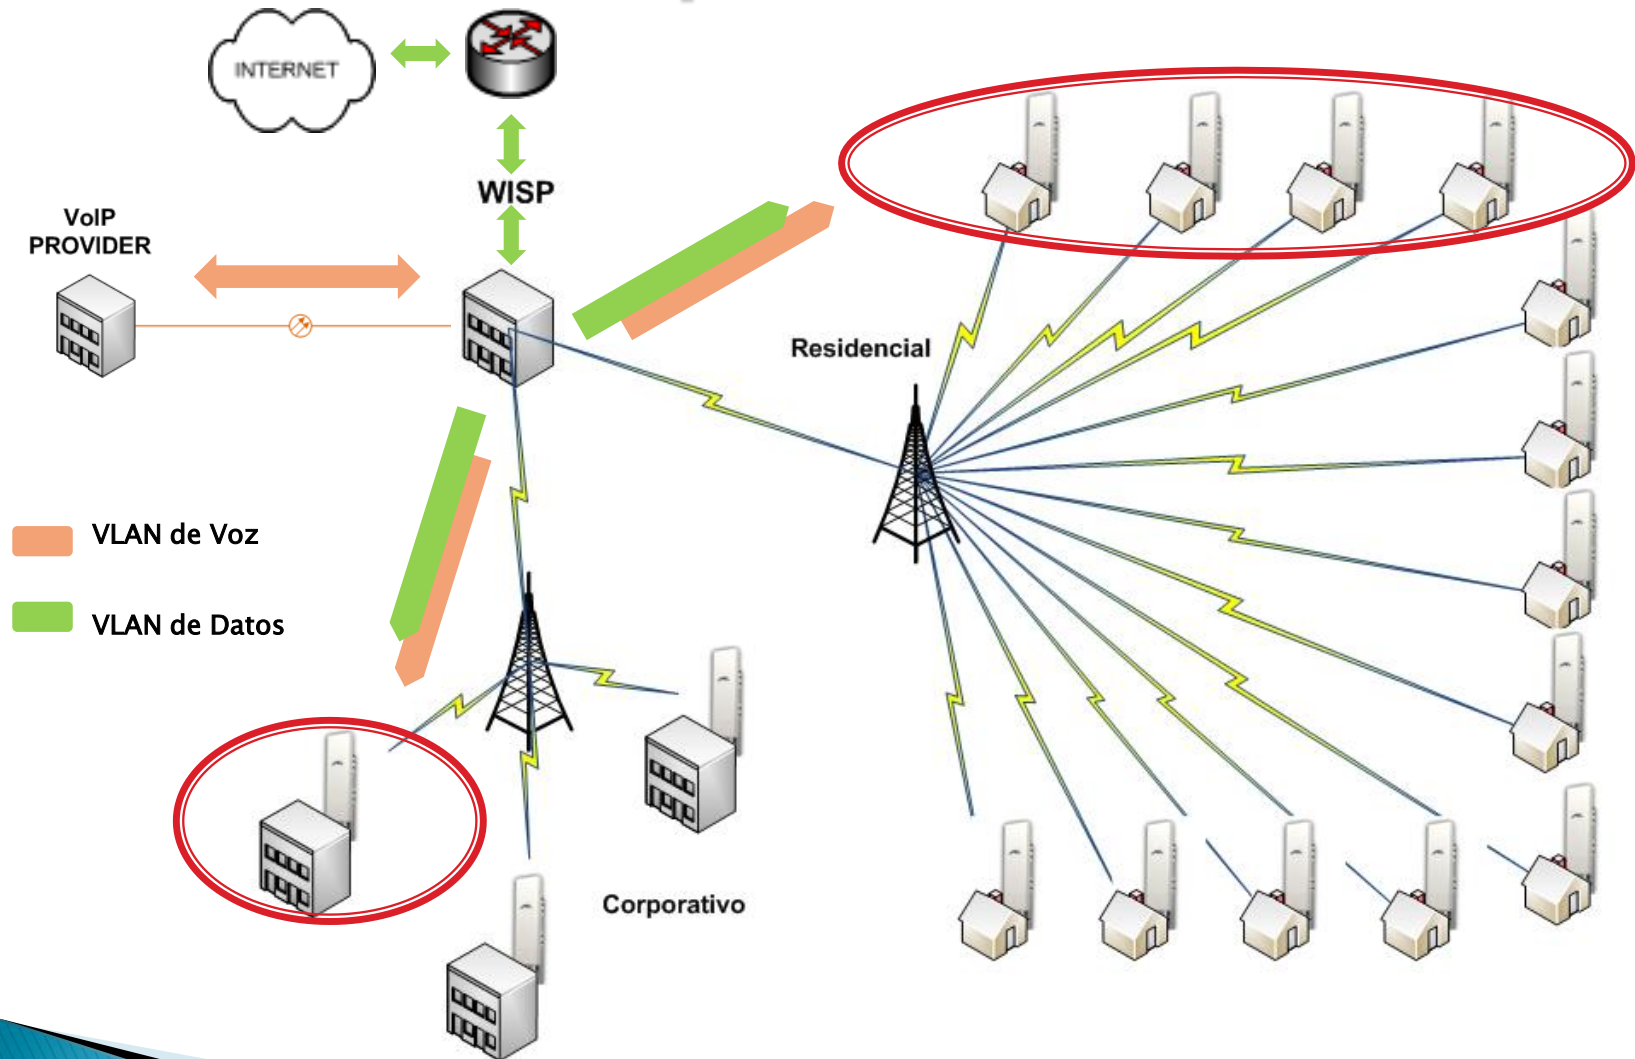 INTERNET
WISP
VoIP
PROVIDER
Residencial
VLAN de Voz
VLAN de Datos
Corporativo